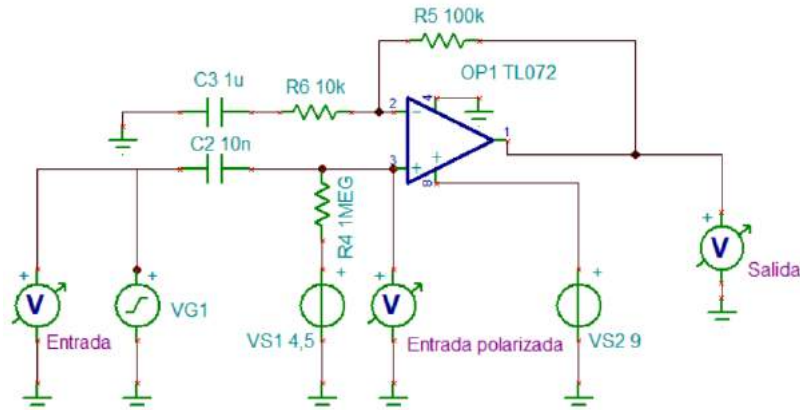 R5 100k
OP1 TL072
C3 1u
R6 10k
2
4
C2 10n
1
3
8
R4 1MEG
V
Entrada
VG1
VS1 4,5
V
Entrada polarizada
VS2 9
V
Salida